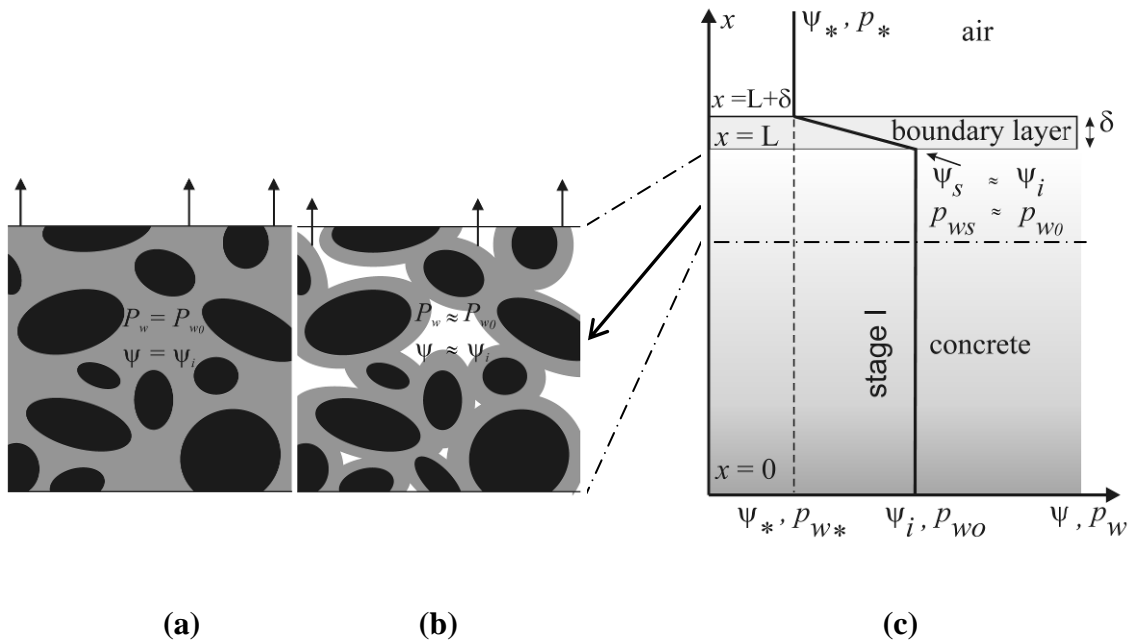 P_w = P_w0
Ψ = Ψ_i
P_w ≈ P_w0
Ψ ≈ Ψ_i
x
Ψ_*, p_*
air
x =L+δ
x = L
boundary layer
δ
Ψ_s ≈ Ψ_i
p_ws ≈ p_w0
stage I
concrete
x = 0
Ψ_*, p_w*
Ψ_i, p_wo
Ψ, p_w
(a)
(b)
(c)